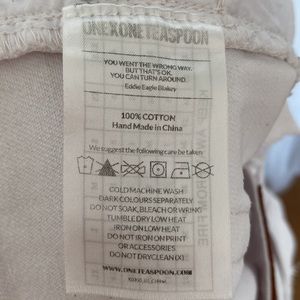 ONEXONETEASPOON
YOU WENT THE WRONG WAY.
BUT THAT'S OK.
YOU CAN TURN AROUND.
Eddie Eagle Blakey
100% COTTON
Hand Made in China
We suggest the following care be taken
COLD MACHINE WASH
DARK COLOURS SEPARATELY
DO NOT SOAK, BLEACH OR WRING
TUMBLE DRY LOW HEAT
IRON ON LOW HEAT
DO NOT IRON ON PRINT
OR ACCESSORIES
DO NOT DRYCLEAN (X)
WWW.ONETEASPOON.COM